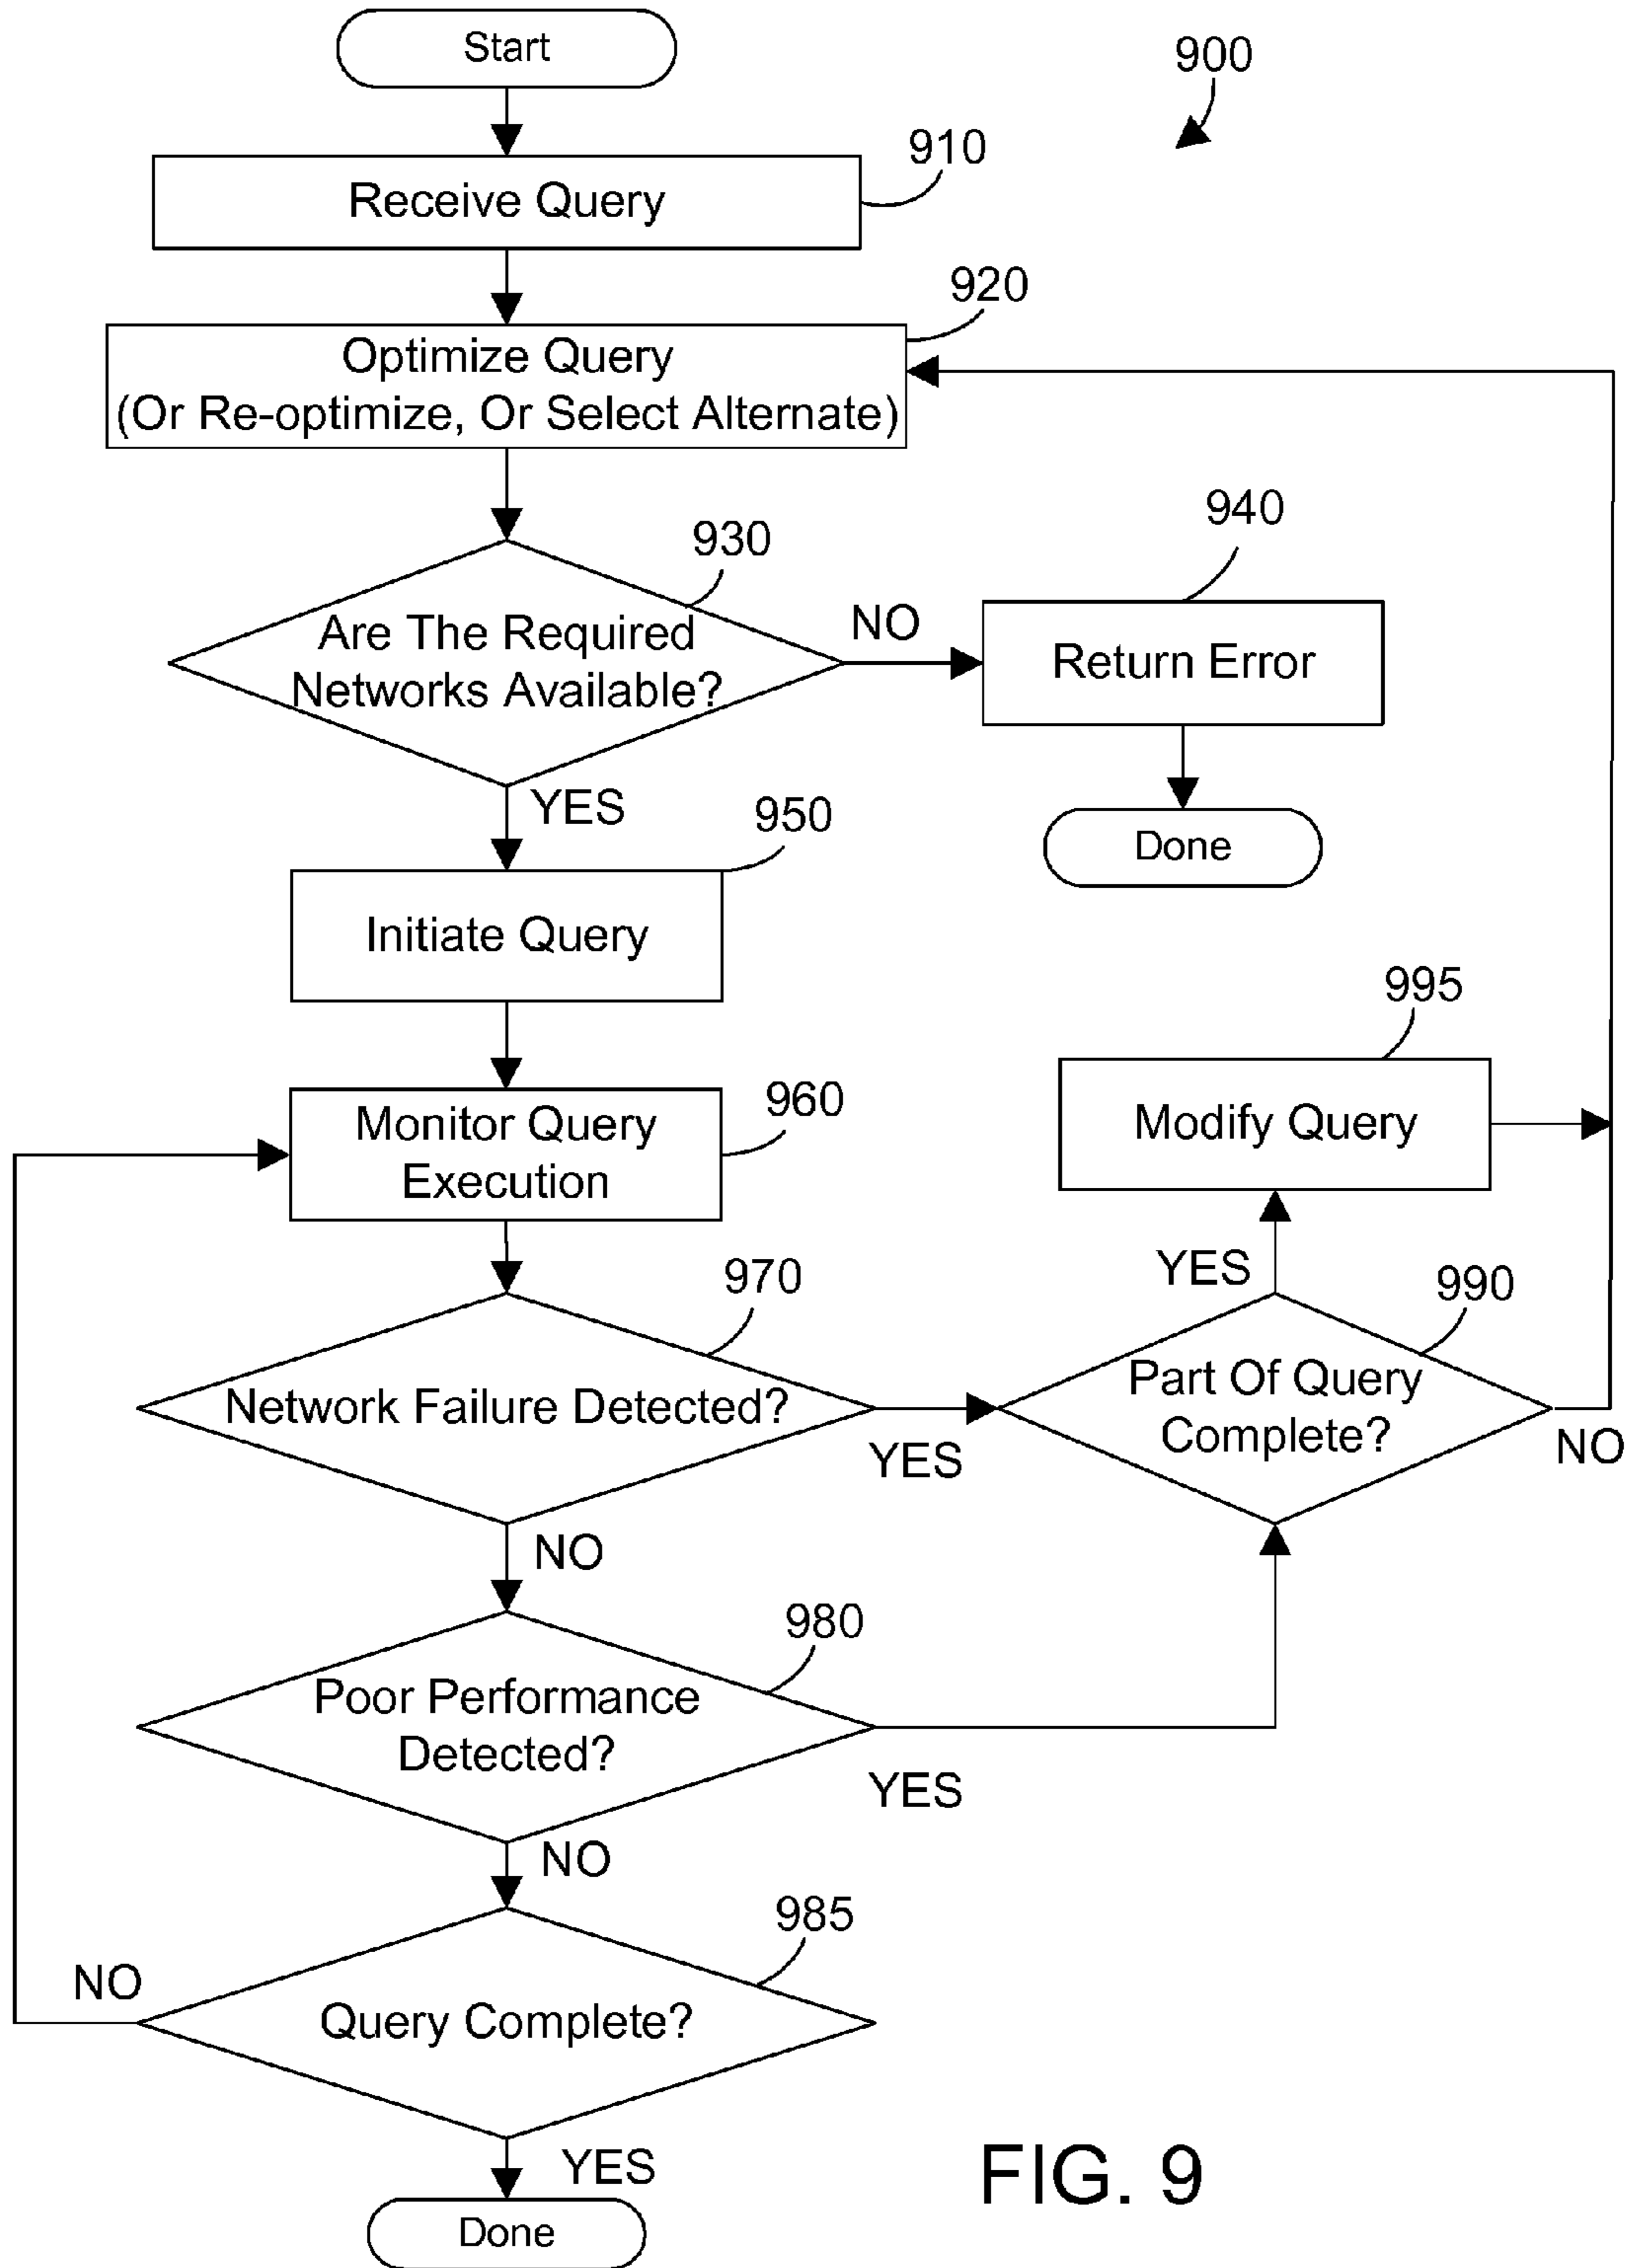 Start
900
910
Receive Query
920
Optimize Query
(Or Re-optimize, Or Select Alternate)
930
940
Are The Required
Networks Available?
NO
Return Error
YES
Done
950
Initiate Query
995
Modify Query
960
Monitor Query
Execution
970
YES
990
Network Failure Detected?
Part Of Query
Complete?
YES
NO
NO
980
Poor Performance
Detected?
YES
NO
985
NO
Query Complete?
YES
Done
FIG. 9